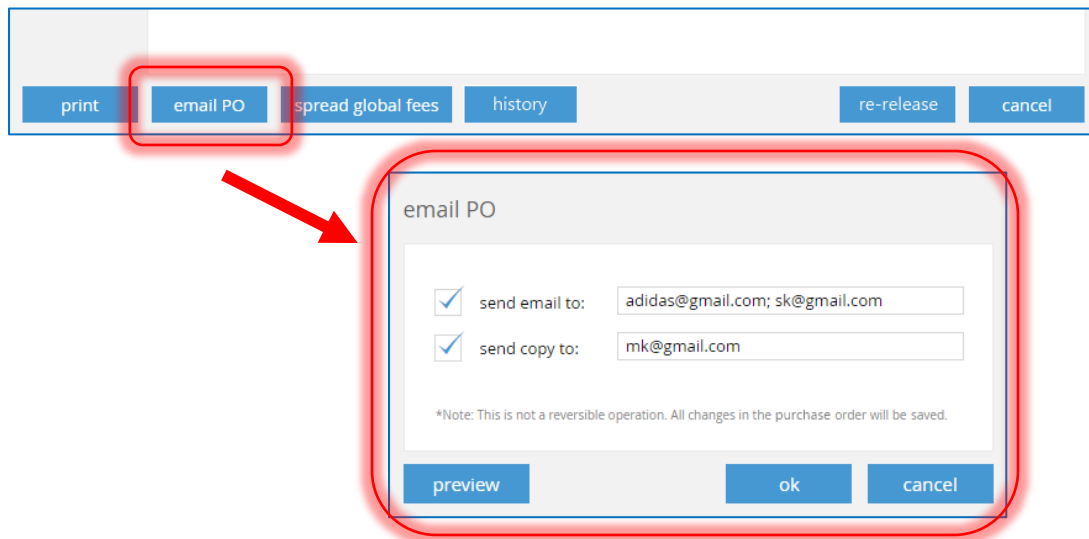 print
email PO
spread global fees
history
re-release
cancel
email PO
send email to:
adidas@gmail.com; sk@gmail.com
send copy to:
mk@gmail.com
*Note: This is not a reversible operation. All changes in the purchase order will be saved.
preview
ok
cancel